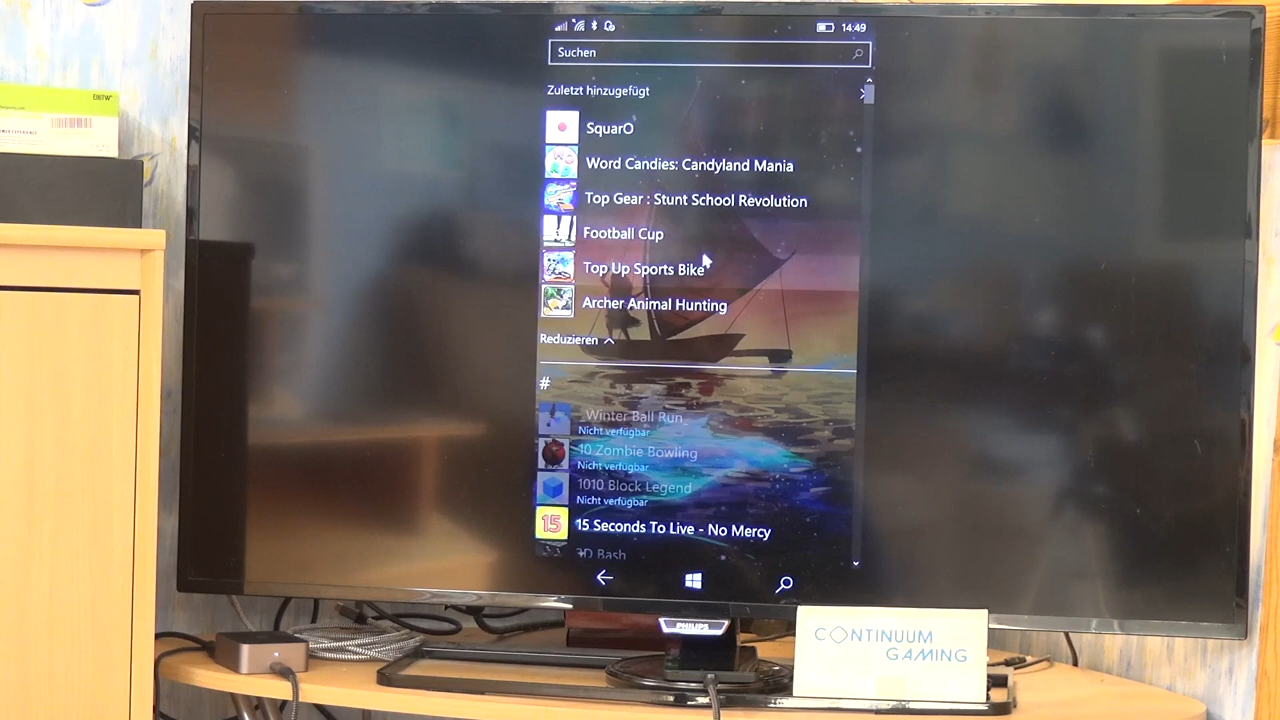 14:49
Suchen
Zuletzt hinzugefügt
SquarO
Word Candies: Candyland Mania
Top Gear : Stunt School Revolution
Football Cup
Top Up Sports Bike
Archer Animal Hunting
Reduzieren
#
_Winter Ball Run_
Nicht verfügbar
10 Zombie Bowling
Nicht verfügbar
1010 Block Legend
Nicht verfügbar
15
15 Seconds To Live - No Mercy
3D Bash
PHILIPS
CONTINUUM
GAMING